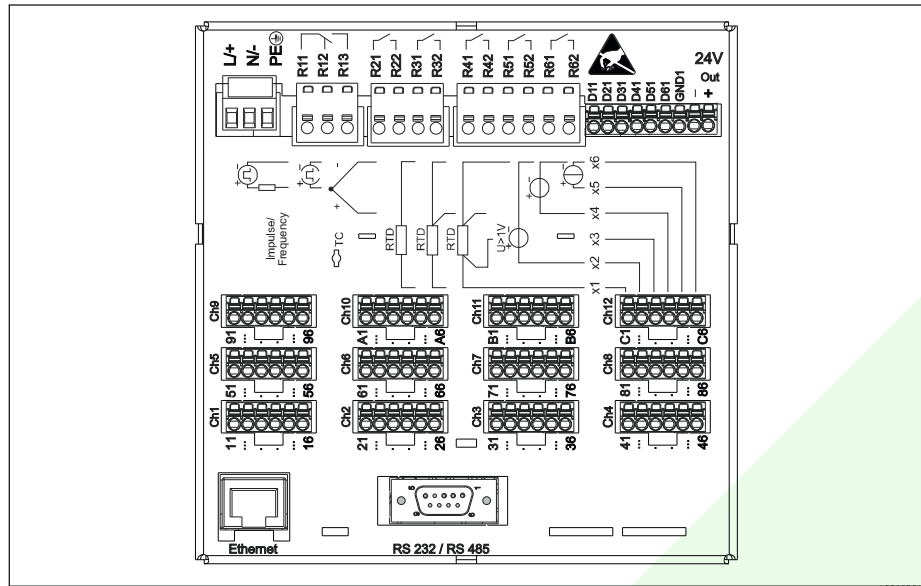 L/+ N/- PE
R11 R12 R13
R21 R22 R31 R32
R41 R42 R51 R52 R61 R62
D11 D21 D31 D41 D51 D61 GND1 - +
24V
Out
- + - + - +
Impulse/
Frequency
TC
RTD
RTD
RTD
U>1V
+ -
+ -
+ -
x6
x5
x4
x3
x2
x1
Ch9
91 ... . . ... 96
Ch10
A1 ... . . ... A6
Ch11
B1 ... . . ... B6
Ch12
C1 ... . . ... C6
Ch5
51 ... . . ... 56
Ch6
61 ... . . ... 66
Ch7
71 ... . . ... 76
Ch8
81 ... . . ... 86
Ch1
11 ... . . ... 16
Ch2
21 ... . . ... 26
Ch3
31 ... . . ... 36
Ch4
41 ... . . ... 46
5 1
9 6
Ethernet
RS 232 / RS 485